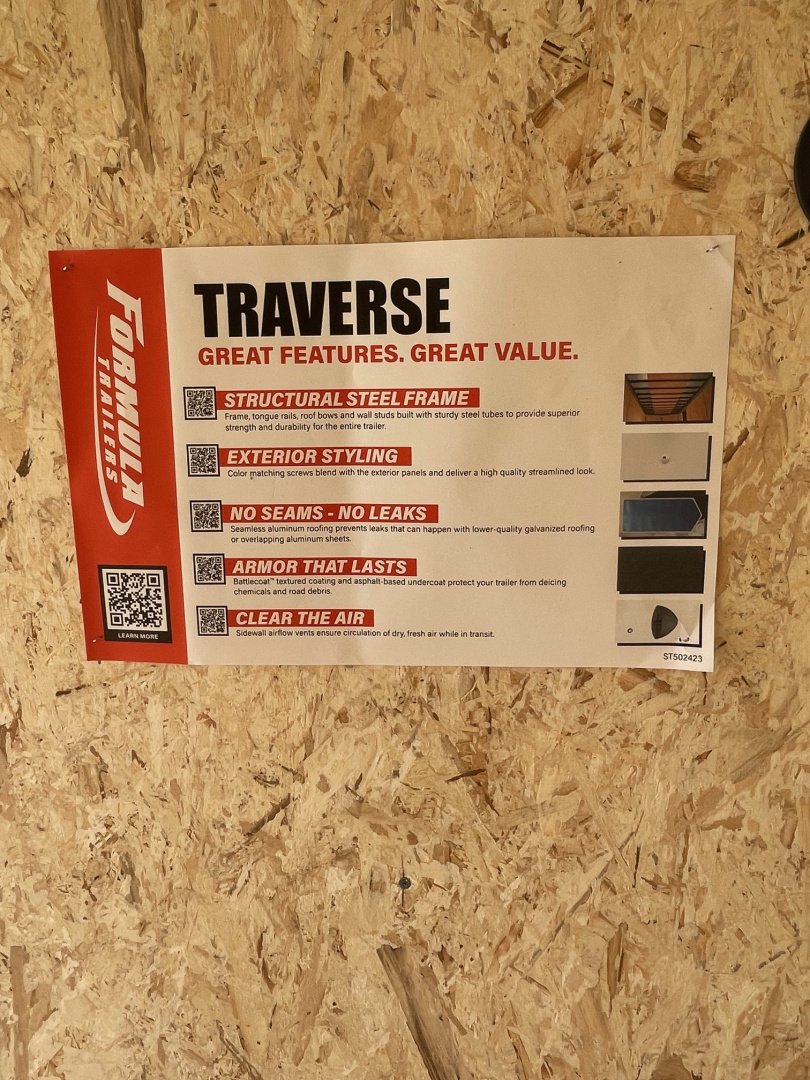 FORMULA
TRAILERS
LEARN MORE
TRAVERSE
GREAT FEATURES. GREAT VALUE.
STRUCTURAL STEEL FRAME
Frame, tongue rails, roof bows and wall studs built with sturdy steel tubes to provide superior
strength and durability for the entire trailer.
EXTERIOR STYLING
Color matching screws blend with the exterior panels and deliver a high quality streamlined look.
NO SEAMS - NO LEAKS
Seamless aluminum roofing prevents leaks that can happen with lower-quality galvanized roofing
or overlapping aluminum sheets.
ARMOR THAT LASTS
Battlecoat™ textured coating and asphalt-based undercoat protect your trailer from deicing
chemicals and road debris.
CLEAR THE AIR
Sidewall airflow vents ensure circulation of dry, fresh air while in transit.
ST502423